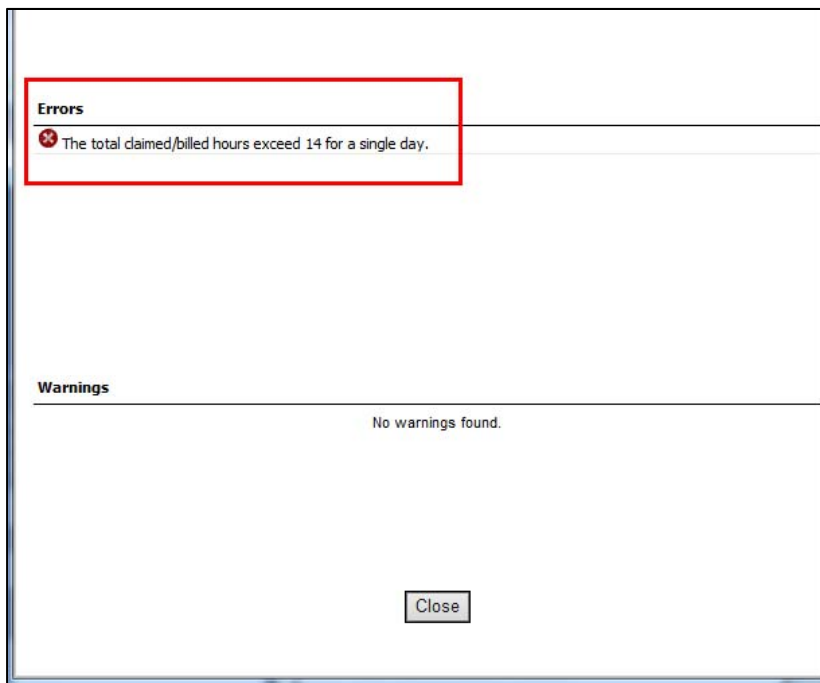 Errors
The total claimed/billed hours exceed 14 for a single day.
Warnings
No warnings found.
Close